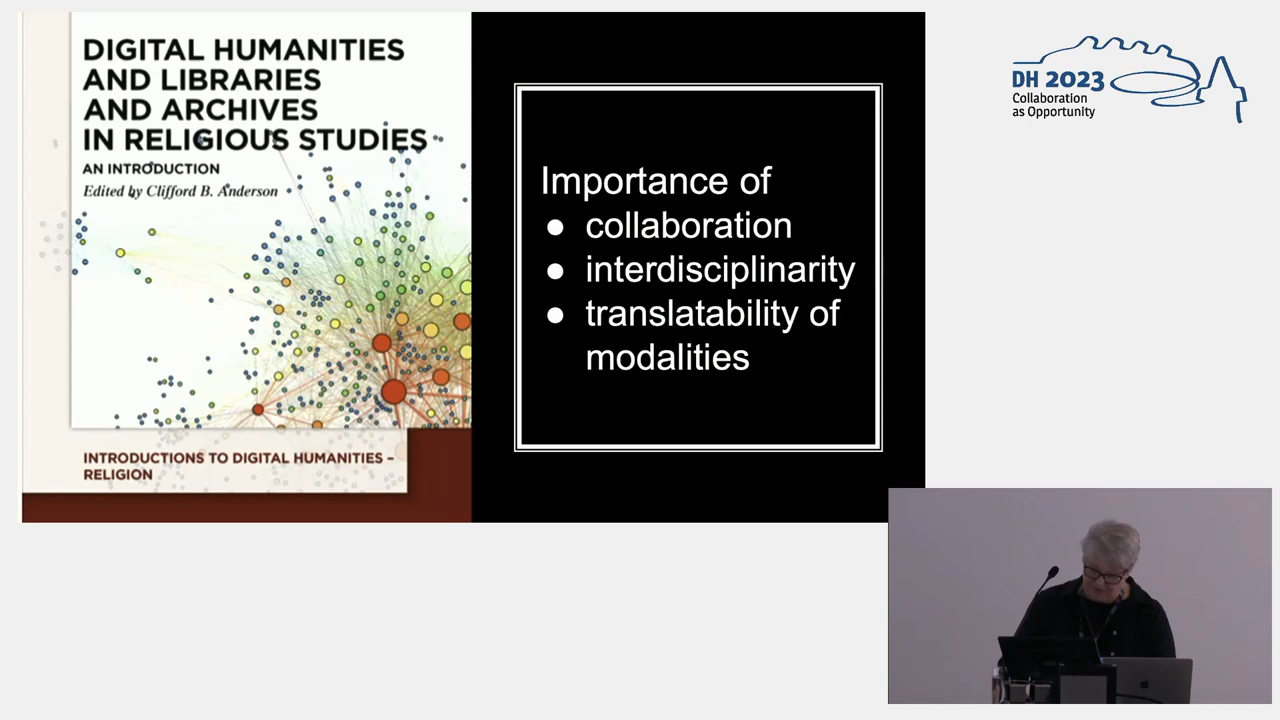 DIGITAL HUMANITIES
AND LIBRARIES
AND ARCHIVES
IN RELIGIOUS STUDIES
AN INTRODUCTION
Edited by Clifford B. Anderson
INTRODUCTIONS TO DIGITAL HUMANITIES –
RELIGION
Importance of
● collaboration
● interdisciplinarity
● translatability of
modalities
DH 2023
Collaboration
as Opportunity